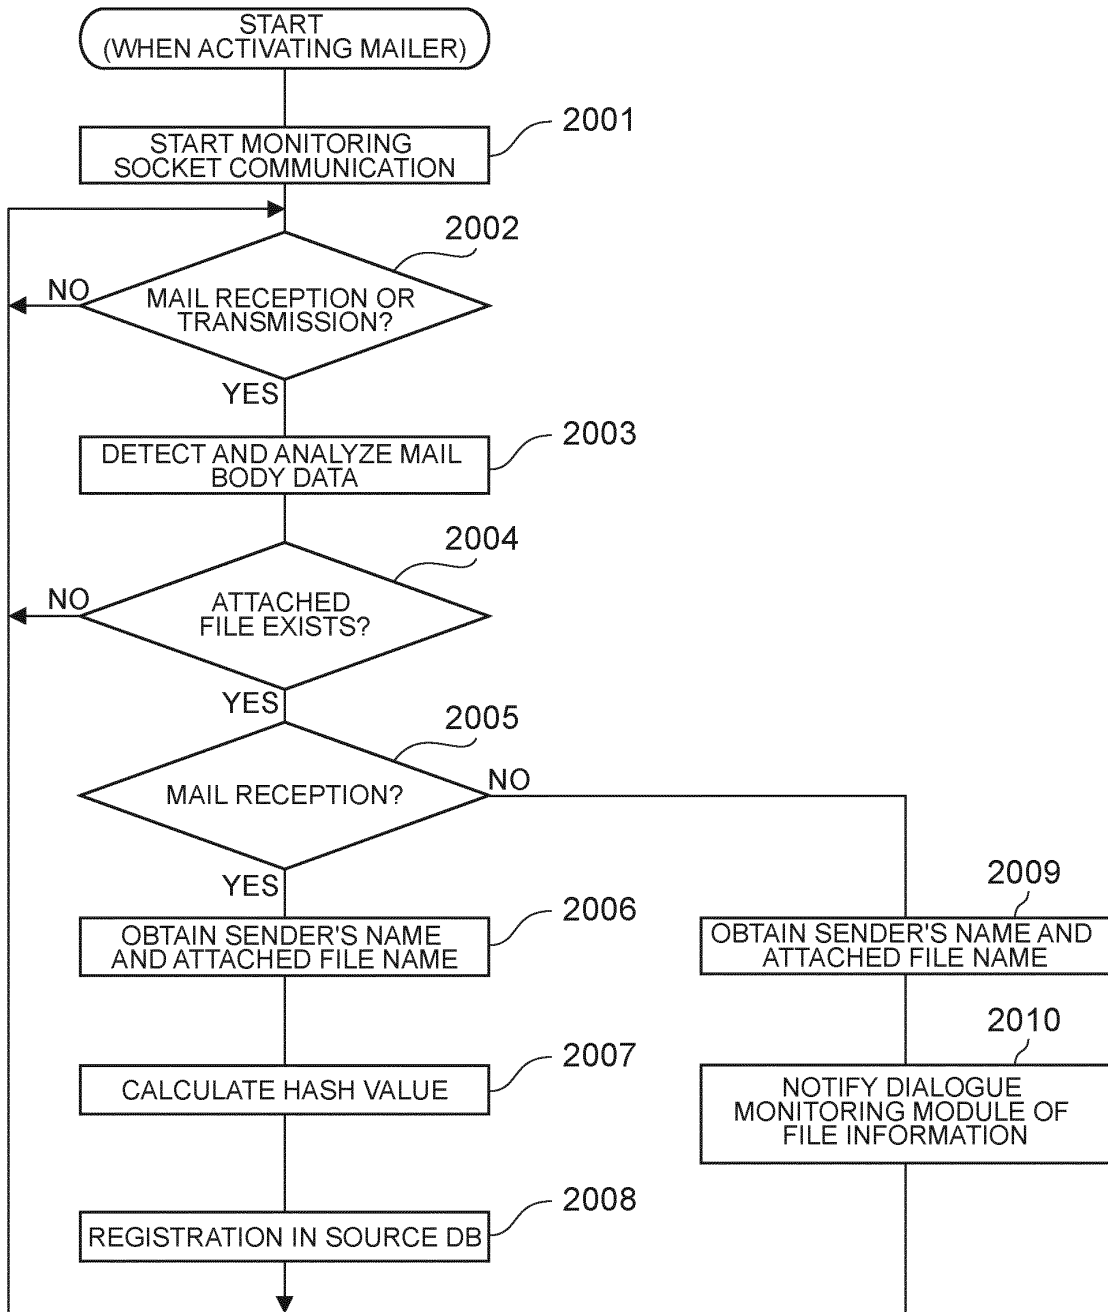 START
(WHEN ACTIVATING MAILER)
2001
START MONITORING
SOCKET COMMUNICATION
2002
NO
MAIL RECEPTION OR
TRANSMISSION?
YES
2003
DETECT AND ANALYZE MAIL
BODY DATA
2004
NO
ATTACHED
FILE EXISTS?
YES
2005
MAIL RECEPTION?
NO
YES
2006
OBTAIN SENDER'S NAME
AND ATTACHED FILE NAME
2009
OBTAIN SENDER'S NAME AND
ATTACHED FILE NAME
2007
CALCULATE HASH VALUE
2010
NOTIFY DIALOGUE
MONITORING MODULE OF
FILE INFORMATION
2008
REGISTRATION IN SOURCE DB